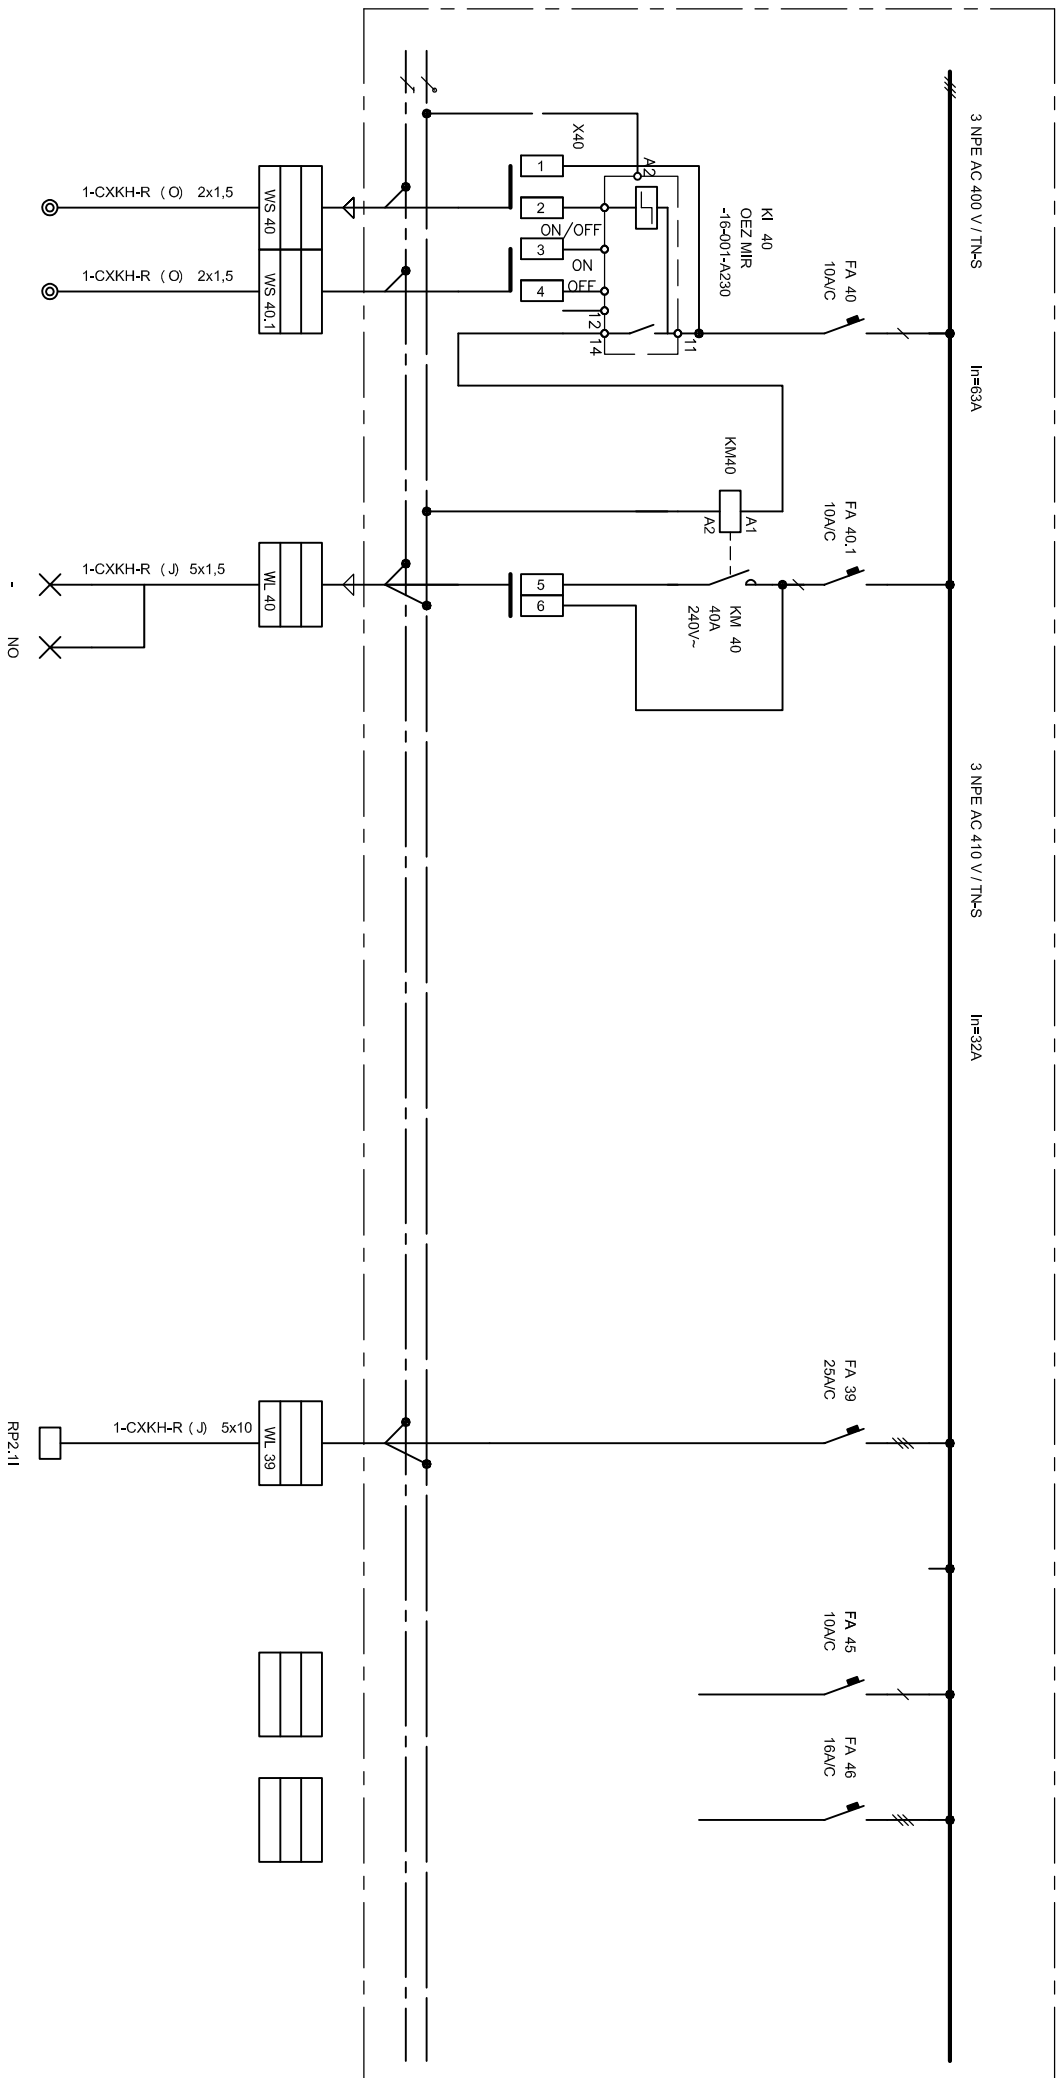 3 NPE AC 400 V / TN-S
In=63A
3 NPE AC 410 V / TN-S
In=32A
FA 40
10A/C
FA 40.1
10A/C
FA 39
25A/C
FA 45
10A/C
FA 46
16A/C
KI 40
OEZ MIR
-16-001-A230
KM40
A1
A2
KM 40
40A
240V~
X40
A2
11
12
14
1
2
ON/OFF
3
ON
4
OFF
5
6
WS 40
1-CXKH-R (O) 2x1,5
WS 40.1
1-CXKH-R (O) 2x1,5
WL 40
1-CXKH-R (J) 5x1,5
WL 39
1-CXKH-R (J) 5x10
-
NO
RP2.1I